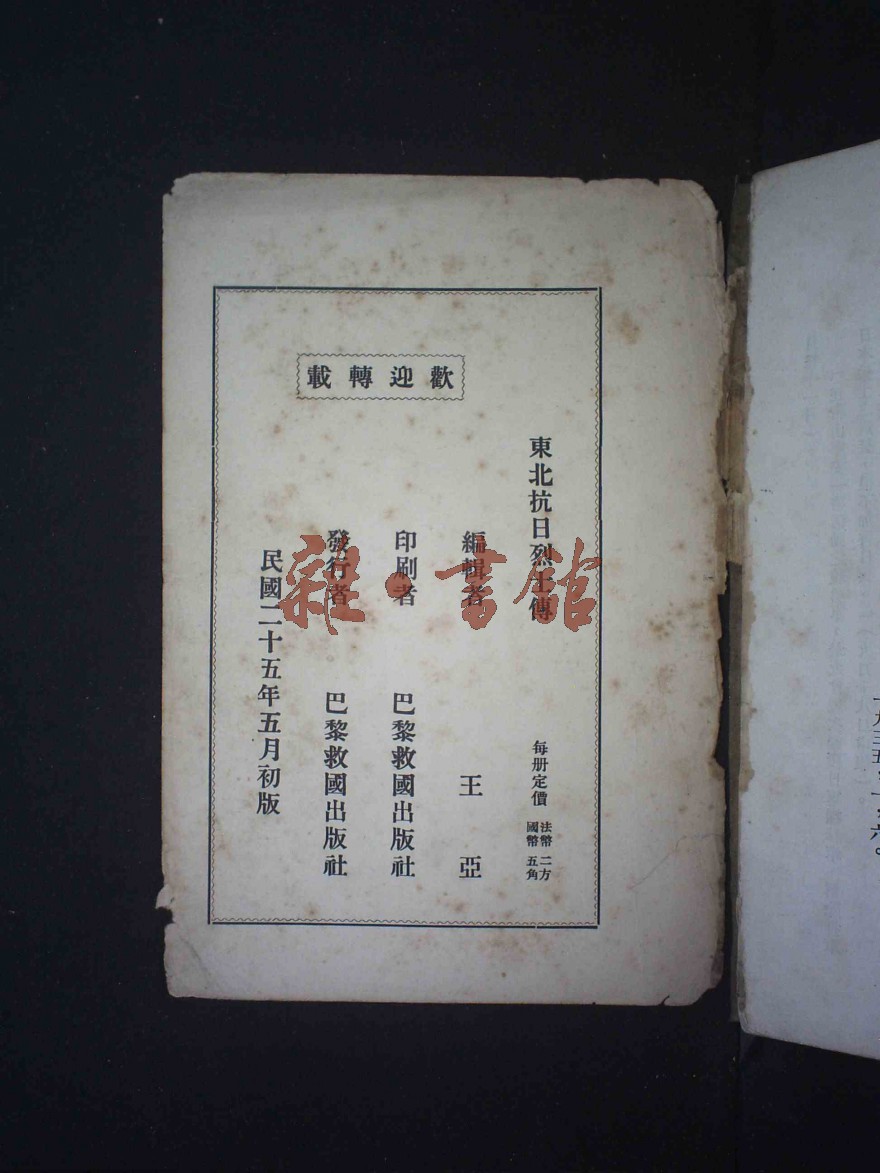 歡迎轉載
東北抗日烈士傳
每册定價 法幣二方 國幣五角
編輯者 王亞
印刷者 巴黎救國出版社
發行者 巴黎救國出版社
民國二十五年五月初版
雜·書館